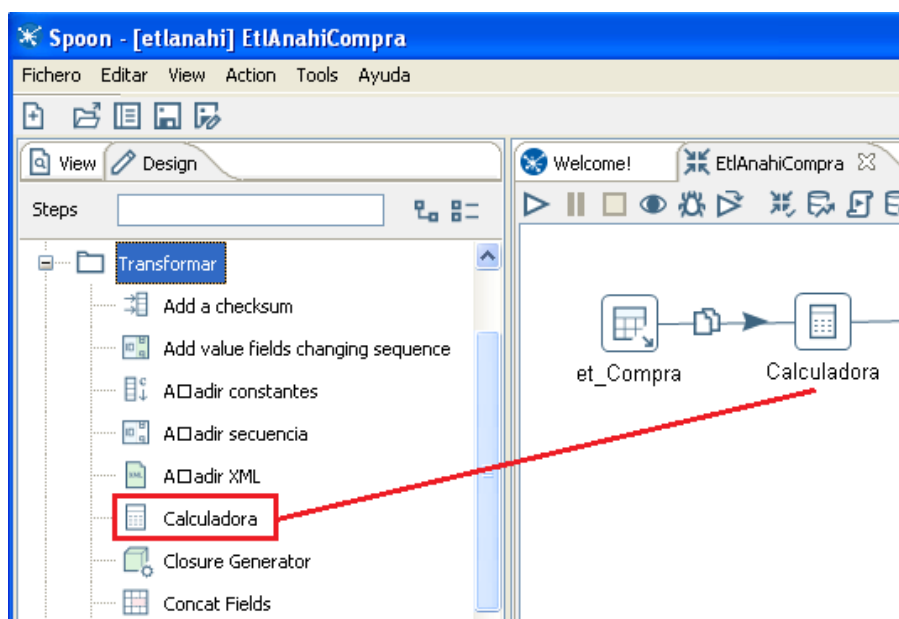 Spoon - [etlanahi] EtlAnahiCompra
Fichero Editar View Action Tools Ayuda
View Design
Welcome! EtlAnahiCompra
Steps
Transformar
Add a checksum
Add value fields changing sequence
A□adir constantes
A□adir secuencia
A□adir XML
Calculadora
Closure Generator
Concat Fields
et_Compra
Calculadora